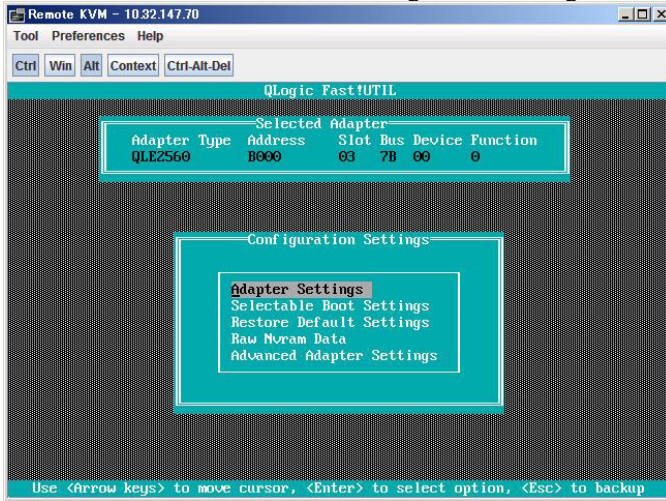 Remote KVM - 10.32.147.70
Tool Preferences Help
Ctrl Win Alt Context Ctrl-Alt-Del
QLogic Fast!UTIL
Selected Adapter
Adapter Type Address Slot Bus Device Function
QLE2560 B000 03 7B 00 0
Configuration Settings
Adapter Settings
Selectable Boot Settings
Restore Default Settings
Raw Nvram Data
Advanced Adapter Settings
Use <Arrow keys> to move cursor, <Enter> to select option, <Esc> to backup